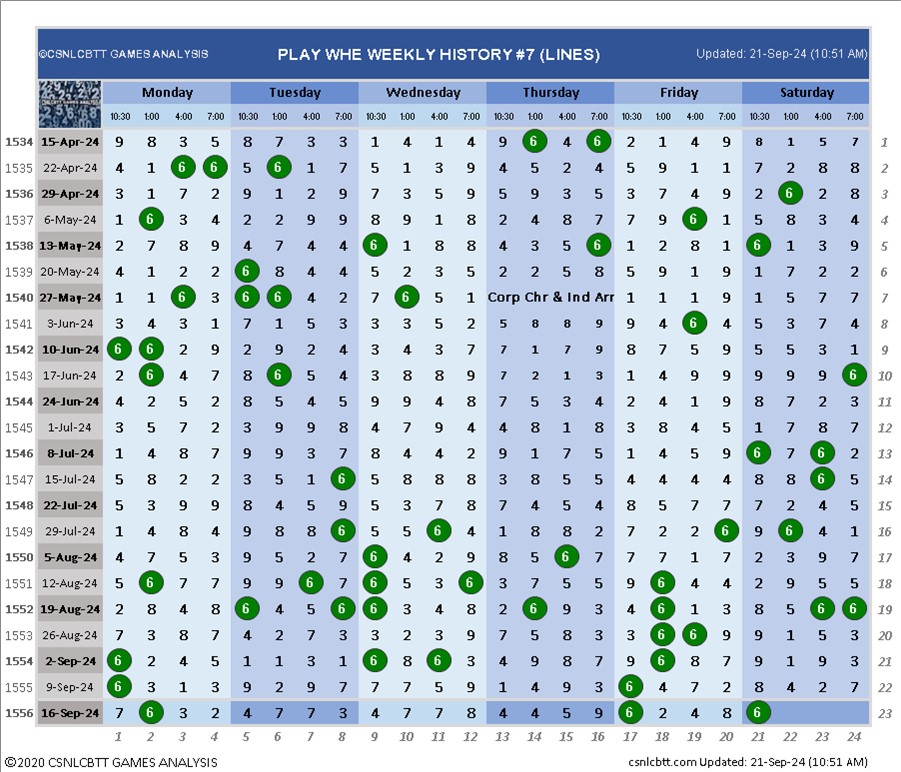 ©CSNLCBTT GAMES ANALYSIS PLAY WHE WEEKLY HISTORY #7 (LINES) Updated: 21-Sep-24 (10:51 AM)
Monday Tuesday Wednesday Thursday Friday Saturday
10:30 1:00 4:00 7:00 10:30 1:00 4:00 7:00 10:30 1:00 4:00 7:00 10:30 1:00 4:00 7:00 10:30 1:00 4:00 7:00 10:30 1:00 4:00 7:00
1534 15-Apr-24 9 8 3 5 8 7 3 3 1 4 1 4 9 6 4 6 2 1 4 9 8 1 5 7 1
1535 22-Apr-24 4 1 6 6 5 6 1 7 5 1 3 9 4 5 2 4 5 9 1 1 7 2 8 8 2
1536 29-Apr-24 3 1 7 2 9 1 2 9 7 3 5 9 5 9 3 5 3 7 4 9 2 6 2 2 3
1537 6-May-24 1 6 3 4 2 2 9 9 8 9 1 8 2 4 8 7 7 9 6 1 5 8 3 4 4
1538 13-May-24 2 7 8 9 4 7 4 4 6 1 8 8 4 3 5 6 1 2 8 1 6 1 3 9 5
1539 20-May-24 4 1 2 2 6 8 4 4 5 2 3 5 2 2 5 8 5 9 1 9 1 7 2 2 6
1540 27-May-24 1 1 6 3 6 6 4 2 7 6 5 1 Corp Chr & Ind Arr 1 1 1 9 1 5 7 7 7
1541 3-Jun-24 3 4 3 1 7 1 5 3 3 3 5 2 5 8 8 9 9 4 6 4 5 3 7 4 8
1542 10-Jun-24 6 6 2 9 2 9 2 4 3 4 3 7 7 1 7 9 8 7 5 9 5 5 3 1 9
1543 17-Jun-24 2 6 4 7 8 6 5 4 3 8 8 9 7 2 1 3 1 4 9 9 9 9 9 6 10
1544 24-Jun-24 4 2 5 2 8 5 4 5 9 9 4 8 7 5 3 4 2 4 1 9 8 7 2 3 11
1545 1-Jul-24 3 5 7 2 3 9 9 8 4 7 9 4 4 8 1 8 3 8 4 5 1 7 8 7 12
1546 8-Jul-24 1 4 8 7 9 9 3 7 8 4 4 2 9 1 7 5 1 4 5 9 6 7 6 2 13
1547 15-Jul-24 5 8 2 2 3 5 1 6 5 8 8 8 3 8 5 5 4 4 4 4 8 8 6 5 14
1548 22-Jul-24 5 3 9 9 8 4 5 9 5 3 7 8 7 4 5 4 8 5 7 7 7 2 4 5 15
1549 29-Jul-24 1 4 8 4 9 8 8 6 5 5 6 4 1 8 8 2 7 2 2 6 9 6 4 1 16
1550 5-Aug-24 4 7 5 3 9 5 2 7 6 4 2 9 8 5 6 7 7 7 1 7 2 3 9 7 17
1551 12-Aug-24 5 6 7 7 9 9 6 7 6 5 3 6 3 7 5 5 9 6 4 4 2 9 5 5 18
1552 19-Aug-24 2 8 4 8 6 4 5 6 6 3 4 8 2 6 9 3 4 6 1 3 8 5 6 6 19
1553 26-Aug-24 7 3 8 7 4 2 7 3 3 2 3 9 7 5 8 3 3 6 6 9 9 1 5 3 20
1554 2-Sep-24 6 2 4 5 1 1 3 1 6 8 6 3 4 9 8 7 9 6 8 7 9 1 9 3 21
1555 9-Sep-24 6 3 1 3 9 2 9 7 7 7 5 9 1 4 9 3 6 4 7 2 8 4 2 7 22
1556 16-Sep-24 7 6 3 2 4 7 7 3 4 7 7 8 4 4 5 9 6 2 4 8 6 23
1 2 3 4 5 6 7 8 9 10 11 12 13 14 15 16 17 18 19 20 21 22 23 24
©2020 CSNLCBTT GAMES ANALYSIS csnlcbtt.com Updated: 21-Sep-24 (10:51 AM)